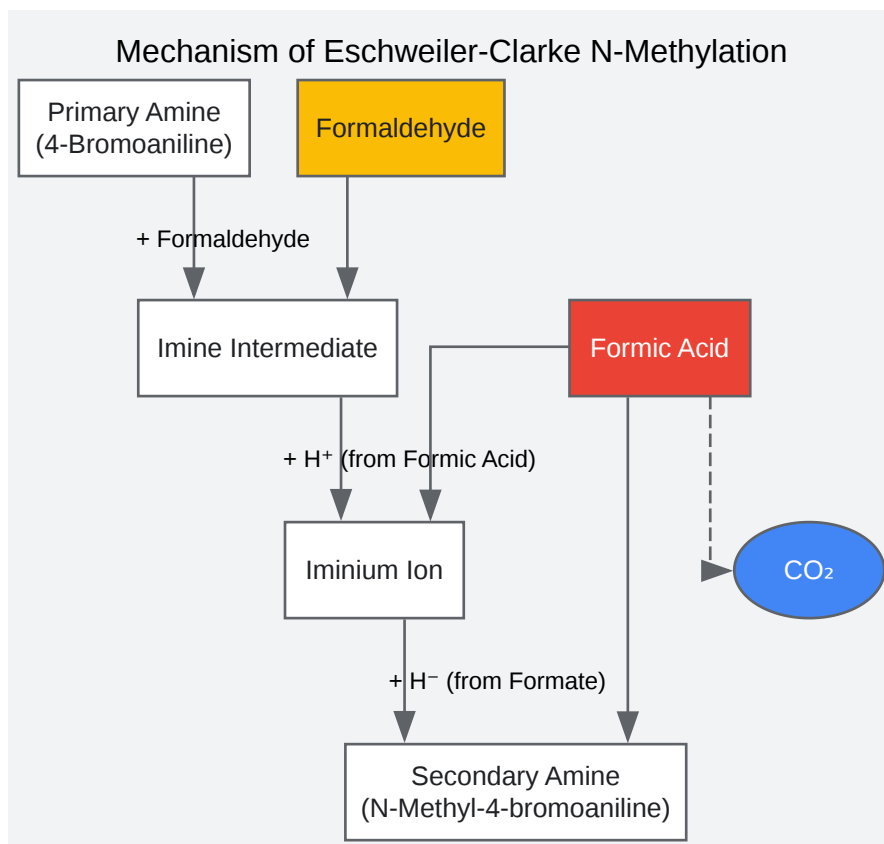 Mechanism of Eschweiler-Clarke N-Methylation
Primary Amine
(4-Bromoaniline)
Formaldehyde
+ Formaldehyde
Imine Intermediate
Formic Acid
+ H⁺ (from Formic Acid)
Iminium Ion
CO₂
+ H⁻ (from Formate)
Secondary Amine
(N-Methyl-4-bromoaniline)